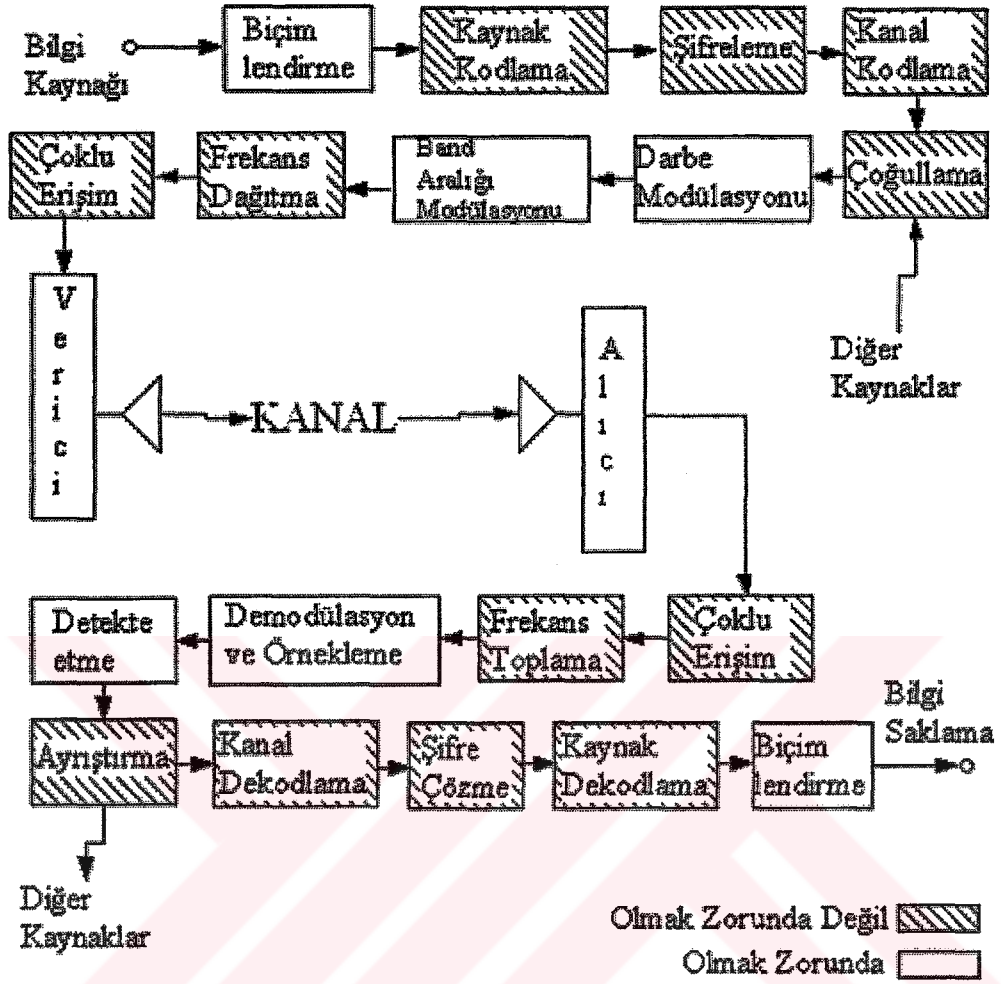 Bilgi
Kaynağı
Biçim
lendirme
Kaynak
Kodlama
Şifreleme
Kanal
Kodlama
Çoklu
Erişim
Frekans
Dağıtma
Band
Aralığı
Modülasyonu
Darbe
Modülasyonu
Çoğullama
Diğer
Kaynaklar
Verici
KANAL
Alıcı
Detekte
etme
Demodülasyon
ve Örnekleme
Frekans
Toplama
Çoklu
Erişim
Bilgi
Saklama
Ayrıştırma
Kanal
Dekodlama
Şifre
Çözme
Kaynak
Dekodlama
Biçim
lendirme
Diğer
Kaynaklar
Olmak Zorunda Değil
Olmak Zorunda